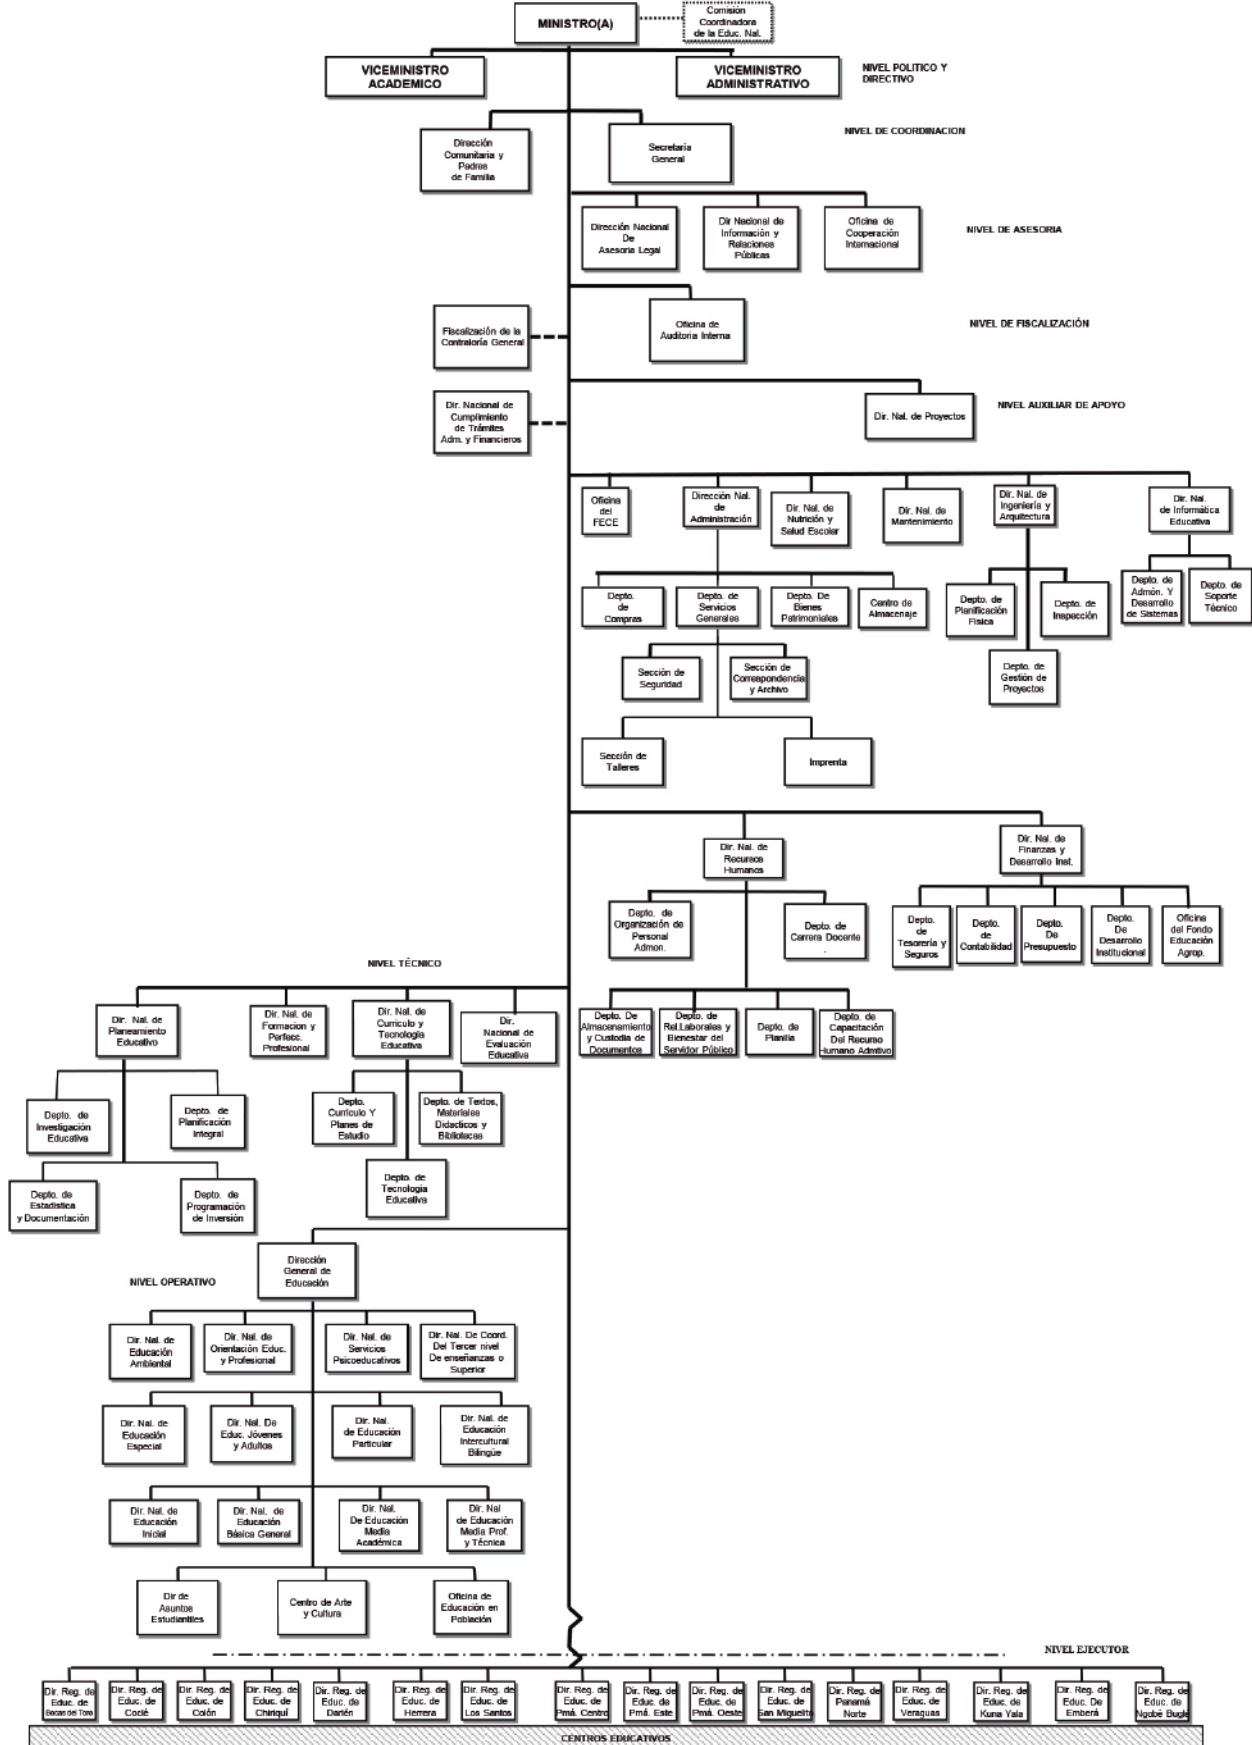 MINISTRO(A)
Comisión
Coordinadora
de la Educ. Nal.
VICEMINISTRO
ACADEMICO
VICEMINISTRO
ADMINISTRATIVO
NIVEL POLITICO Y
DIRECTIVO
NIVEL DE COORDINACION
Dirección
Comunitaria y
Padres
de Familia
Secretaría
General
Dirección Nacional
De
Asesoria Legal
Dir Nacional de
Información y
Relaciones
Públicas
Oficina de
Cooperación
Internacional
NIVEL DE ASESORIA
Fiscalización de la
Contraloría General
Oficina de
Auditoria Interna
NIVEL DE FISCALIZACIÓN
Dir. Nacional de
Cumplimiento
de Trámites
Adm. y Financieros
Dir. Nal. de Proyectos
NIVEL AUXILIAR DE APOYO
Oficina
del
FECE
Dirección Nal.
de
Administración
Dir. Nal. de
Nutrición y
Salud Escolar
Dir. Nal. de
Mantenimiento
Dir. Nal. de
Ingeniería y
Arquitectura
Dir. Nal.
de Informática
Educativa
Depto.
de
Compras
Depto. de
Servicios
Generales
Depto. De
Bienes
Patrimoniales
Centro de
Almacenaje
Depto. de
Planificación
Física
Depto. de
Inspección
Depto. de
Admón. Y
Desarrollo
de Sistemas
Depto. de
Soporte
Técnico
Sección de
Seguridad
Sección de
Correspondencia
y Archivo
Depto. de
Gestión de
Proyectos
Sección de
Talleres
Imprenta
Dir. Nal. de
Recursos
Humanos
Dir. Nal. de
Finanzas y
Desarrollo Inst.
Depto. de
Organización de
Personal
Admon.
Depto. de
Carrera Docente
.
Depto.
de
Tesorería y
Seguros
Depto.
de
Contabilidad
Depto.
De
Presupuesto
Depto.
De
Desarrollo
Institucional
Oficina
del Fondo
Educación
Agrop.
Depto. De
Almacenamiento
y Custodia de
Documentos
Depto. de
Rel.Laborales y
Bienestar del
Servidor Público
Depto. de
Planilla
Depto. de
Capacitación
Del Recurso
Humano Admtivo
NIVEL TÉCNICO
Dir. Nal. de
Planeamiento
Educativo
Dir. Nal. de
Formacion y
Perfecc.
Profesional
Dir. Nal. de
Curriculo y
Tecnología
Educativa
Dir.
Nacional de
Evaluación
Educativa
Depto. de
Investigación
Educativa
Depto. de
Planificación
Integral
Depto.
Curriculo Y
Planes de
Estudio
Depto. de Textos,
Materiales
Didacticos y
Bibliotecas
Depto. de
Estadistica
y Documentación
Depto. de
Programación
de Inversión
Depto. de
Tecnologia
Educativa
Dirección
General de
Educación
NIVEL OPERATIVO
Dir. Nal. de
Educación
Ambiental
Dir. Nal. de
Orientación Educ.
y Profesional
Dir. Nal. de
Servicios
Psicoeducativos
Dir. Nal. De Coord.
Del Tercer nivel
De enseñanzas o
Superior
Dir. Nal. de
Educación
Especial
Dir. Nal. De
Educ. Jóvenes
y Adultos
Dir. Nal.
de Educación
Particular
Dir. Nal. de
Educación
Intercultural
Bilingüe
Dir. Nal. de
Educación
Inicial
Dir. Nal. de
Educación
Básica General
Dir. Nal.
De Educación
Media
Académica
Dir. Nal
de Educación
Media Prof.
y Técnica
Dir de
Asuntos
Estudiantiles
Centro de Arte
y Cultura
Oficina de
Educación en
Población
NIVEL EJECUTOR
Dir. Reg. de
Educ. de
Bocas del Toro
Dir. Reg. de
Educ. de
Coclé
Dir. Reg. de
Educ. de
Colón
Dir. Reg. de
Educ. de
Chiriquí
Dir. Reg. de
Educ. de
Darién
Dir. Reg. de
Educ. de
Herrera
Dir. Reg. de
Educ. de
Los Santos
Dir. Reg. de
Educ. de
Pmá. Centro
Dir. Reg. de
Educ. de
Pmá. Este
Dir. Reg. de
Educ. de
Pmá. Oeste
Dir. Reg. de
Educ. de
San Miguelito
Dir. Reg. de
Panamá
Norte
Dir. Reg. de
Educ. de
Veraguas
Dir. Reg. de
Educ. de
Kuna Yala
Dir. Reg. de
Educ. De
Emberá
Dir. Reg. de
Educ. de
Ngobé Buglé
CENTROS EDUCATIVOS